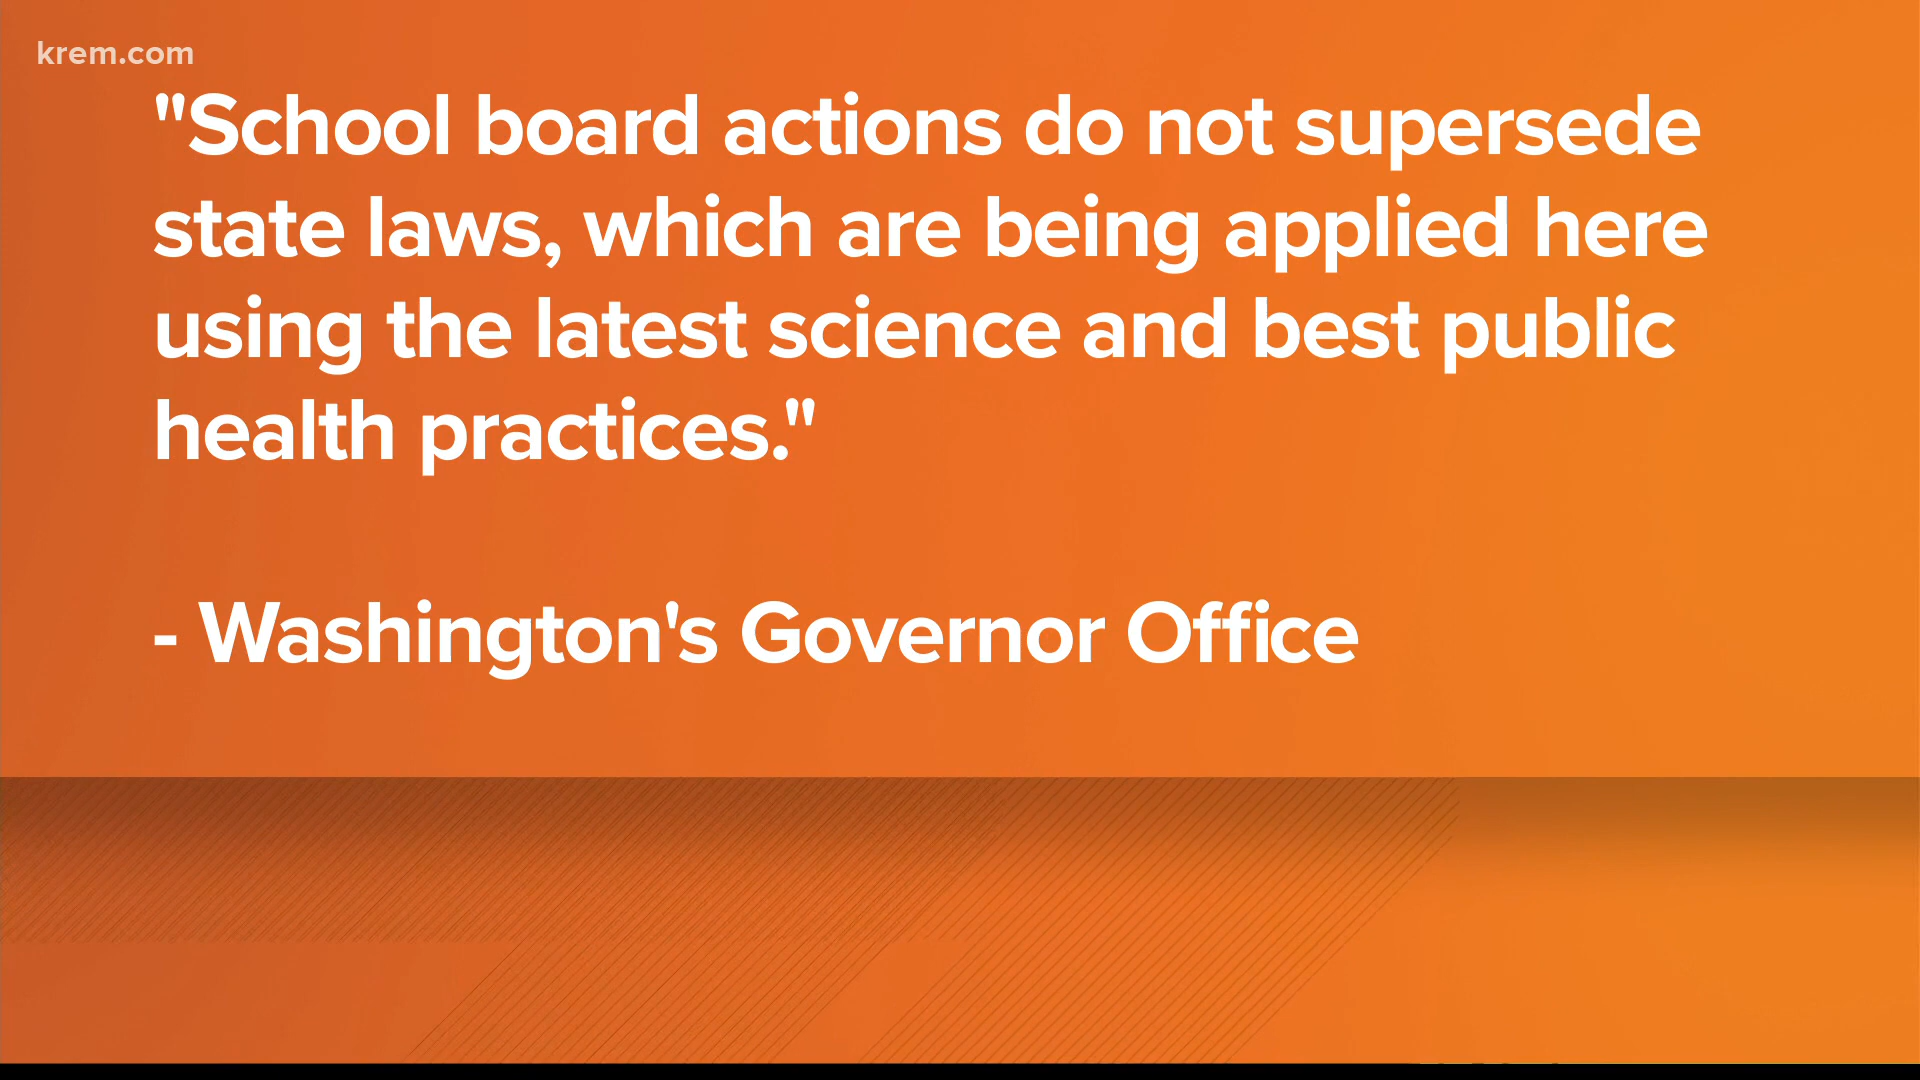 krem.com
"School board actions do not supersede
state laws, which are being applied here
using the latest science and best public
health practices."
- Washington's Governor Office